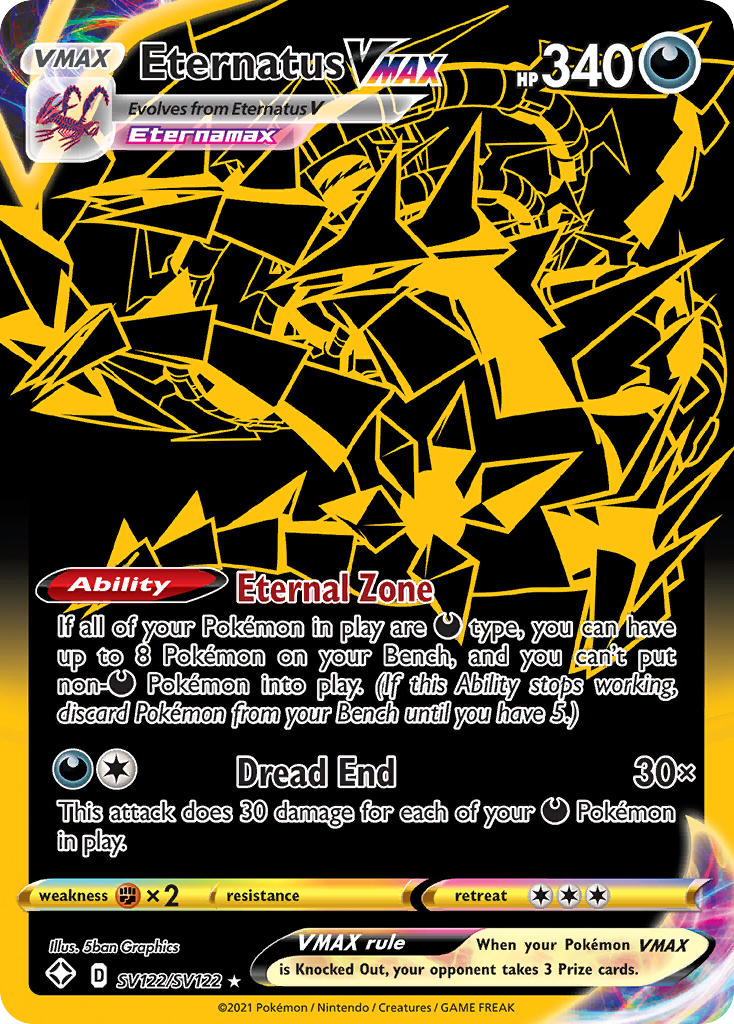 VMAX
Eternatus VMAX
HP 340
Evolves from Eternatus V
Eternamax
Ability
Eternal Zone
If all of your Pokémon in play are type, you can have
up to 8 Pokémon on your Bench, and you can't put
non- Pokémon into play. (If this Ability stops working,
discard Pokémon from your Bench until you have 5.)
Dread End 30×
This attack does 30 damage for each of your Pokémon
in play.
weakness ×2 resistance retreat
Illus. 5ban Graphics
VMAX rule When your Pokémon VMAX
is Knocked Out, your opponent takes 3 Prize cards.
D SV122/SV122 ★
©2021 Pokémon / Nintendo / Creatures / GAME FREAK